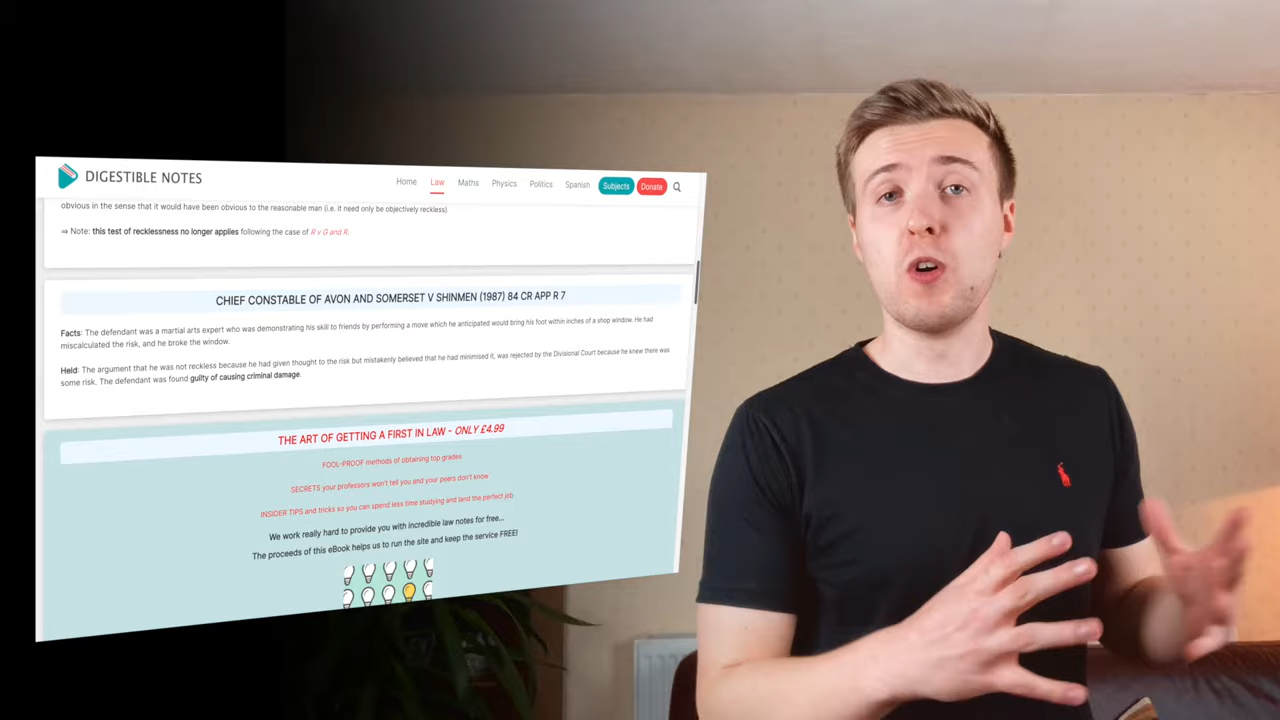 DIGESTIBLE NOTES
Home Law Maths Physics Politics Spanish Subjects Donate
obvious in the sense that it would have been obvious to the reasonable man (i.e. it need only be objectively reckless).
⇒ Note: this test of recklessness no longer applies following the case of R v G and R.
CHIEF CONSTABLE OF AVON AND SOMERSET V SHINMEN (1987) 84 CR APP R 7
Facts: The defendant was a martial arts expert who was demonstrating his skill to friends by performing a move which he anticipated would bring his foot within inches of a shop window. He had
miscalculated the risk, and he broke the window.
Held: The argument that he was not reckless because he had given thought to the risk but mistakenly believed that he had minimised it, was rejected by the Divisional Court because he knew there was
some risk. The defendant was found guilty of causing criminal damage.
THE ART OF GETTING A FIRST IN LAW - ONLY £4.99
FOOL-PROOF methods of obtaining top grades
SECRETS your professors won't tell you and your peers don't know
INSIDER TIPS and tricks so you can spend less time studying and land the perfect job
We work really hard to provide you with incredible law notes for free...
The proceeds of this eBook helps us to run the site and keep the service FREE!